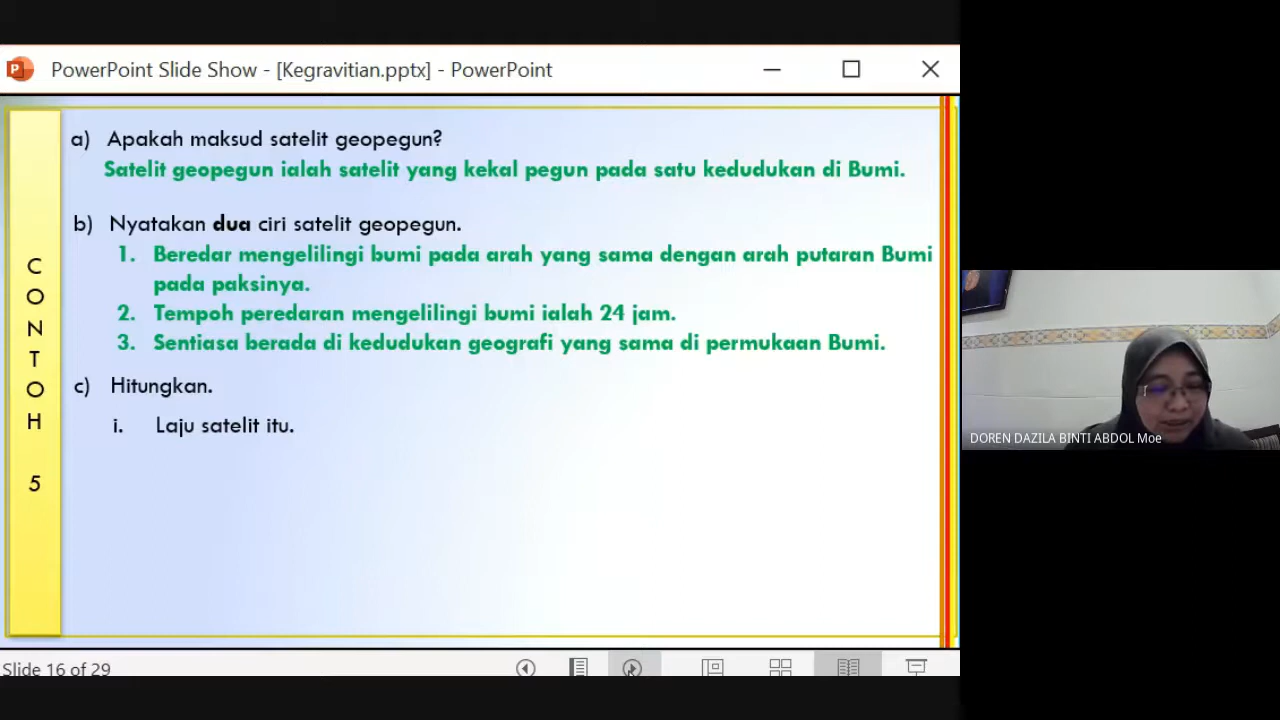 PowerPoint Slide Show - [Kegravitian.pptx] - PowerPoint
a) Apakah maksud satelit geopegun?
Satelit geopegun ialah satelit yang kekal pegun pada satu kedudukan di Bumi.
b) Nyatakan dua ciri satelit geopegun.
1. Beredar mengelilingi bumi pada arah yang sama dengan arah putaran Bumi
pada paksinya.
2. Tempoh peredaran mengelilingi bumi ialah 24 jam.
3. Sentiasa berada di kedudukan geografi yang sama di permukaan Bumi.
c) Hitungkan.
i. Laju satelit itu.
CONTOH 5
DOREN DAZILA BINTI ABDOL Moe
Slide 16 of 29